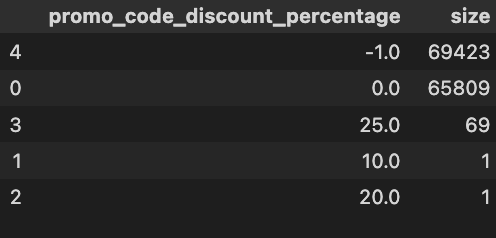 promo_code_discount_percentage size
4 -1.0 69423
0 0.0 65809
3 25.0 69
1 10.0 1
2 20.0 1